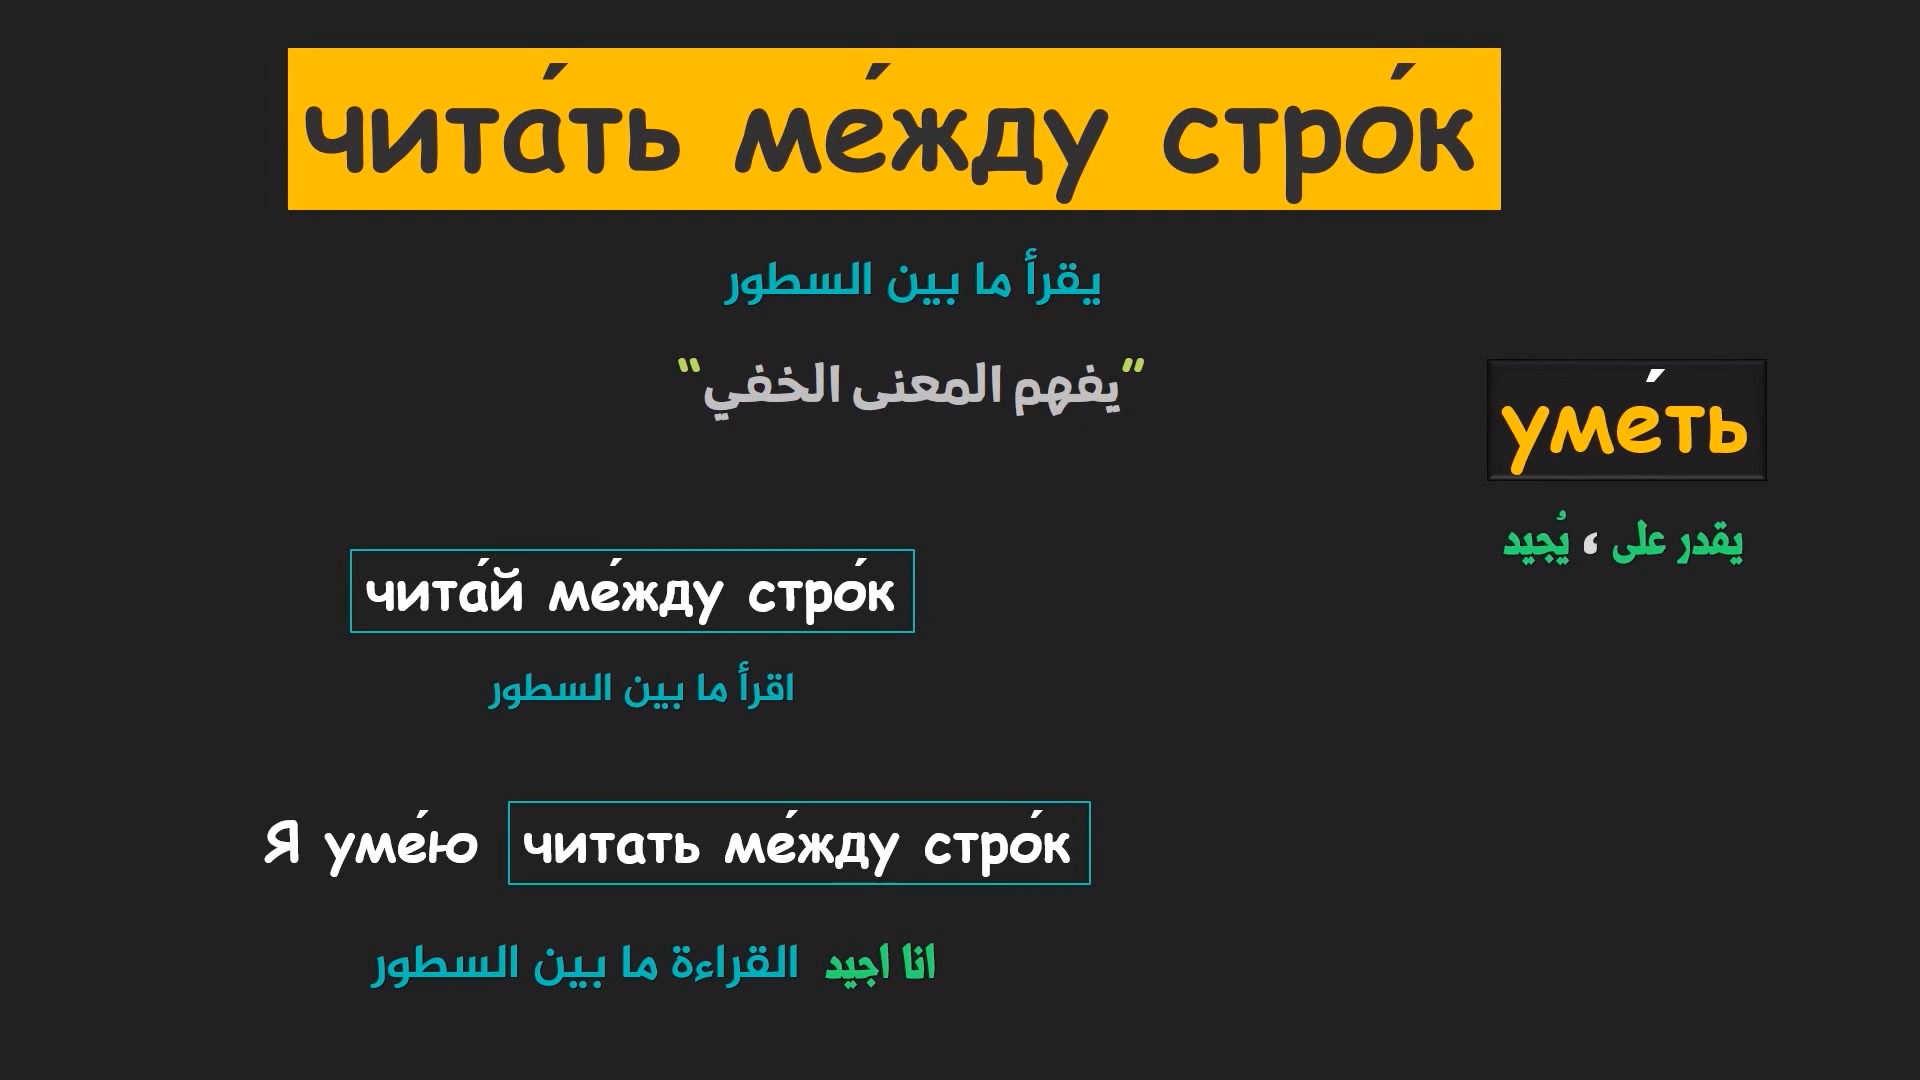 чита́ть ме́жду стро́к
يقرأ ما بين السطور
"يفهم المعنى الخفي"
уме́ть
يقدر على ، يُجيد
чита́й ме́жду стро́к
اقرأ ما بين السطور
Я уме́ю читать ме́жду стро́к
انا اجيد القراءة ما بين السطور